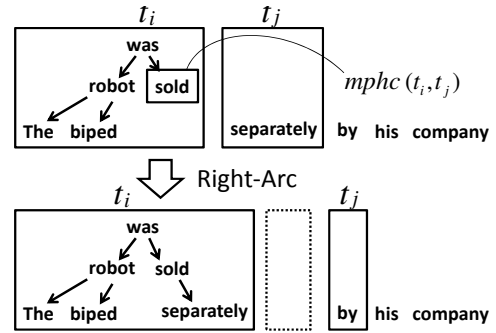 t_i t_j
was
robot sold
mphc (t_i, t_j)
The biped separately by his company
Right-Arc
t_i t_j
was
robot sold
The biped separately by his company